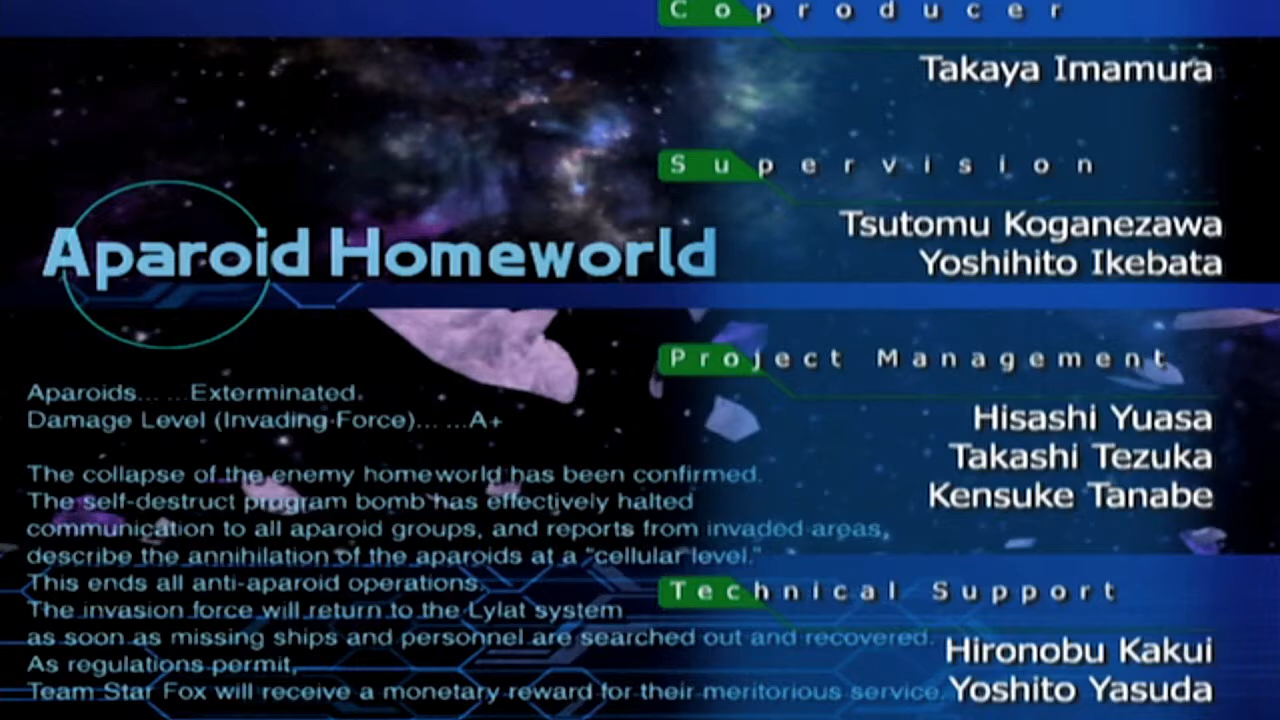 Coproducer
Takaya Imamura
Supervision
Tsutomu Koganezawa
Yoshihito Ikebata
Aparoid Homeworld
Project Management
Hisashi Yuasa
Takashi Tezuka
Kensuke Tanabe
Aparoids... ...Exterminated.
Damage Level (Invading Force)... ...A+
The collapse of the enemy homeworld has been confirmed.
The self-destruct program bomb has effectively halted
communication to all aparoid groups, and reports from invaded areas,
describe the annihilation of the aparoids at a "cellular level."
This ends all anti-aparoid operations.
The invasion force will return to the Lylat system
as soon as missing ships and personnel are searched out and recovered.
As regulations permit,
Team Star Fox will receive a monetary reward for their meritorious service.
Technical Support
Hironobu Kakui
Yoshito Yasuda